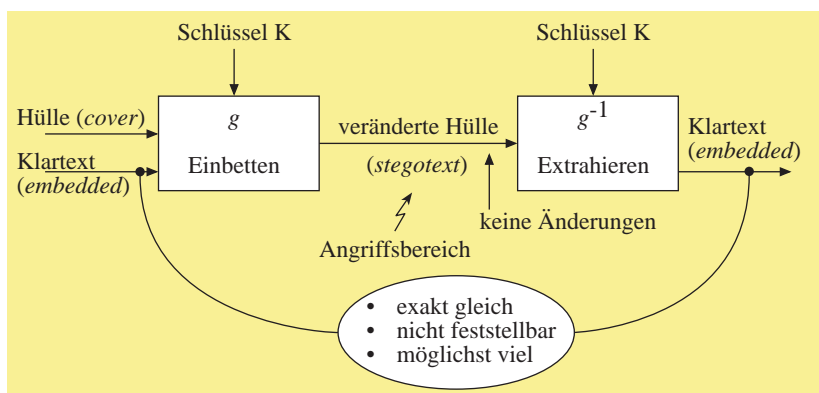 Schlüssel K
Schlüssel K
Hülle (cover)
Klartext
(embedded)
g
Einbetten
veränderte Hülle
(stegotext)
g-1
Extrahieren
Klartext
(embedded)
keine Änderungen
Angriffsbereich
• exakt gleich
• nicht feststellbar
• möglichst viel